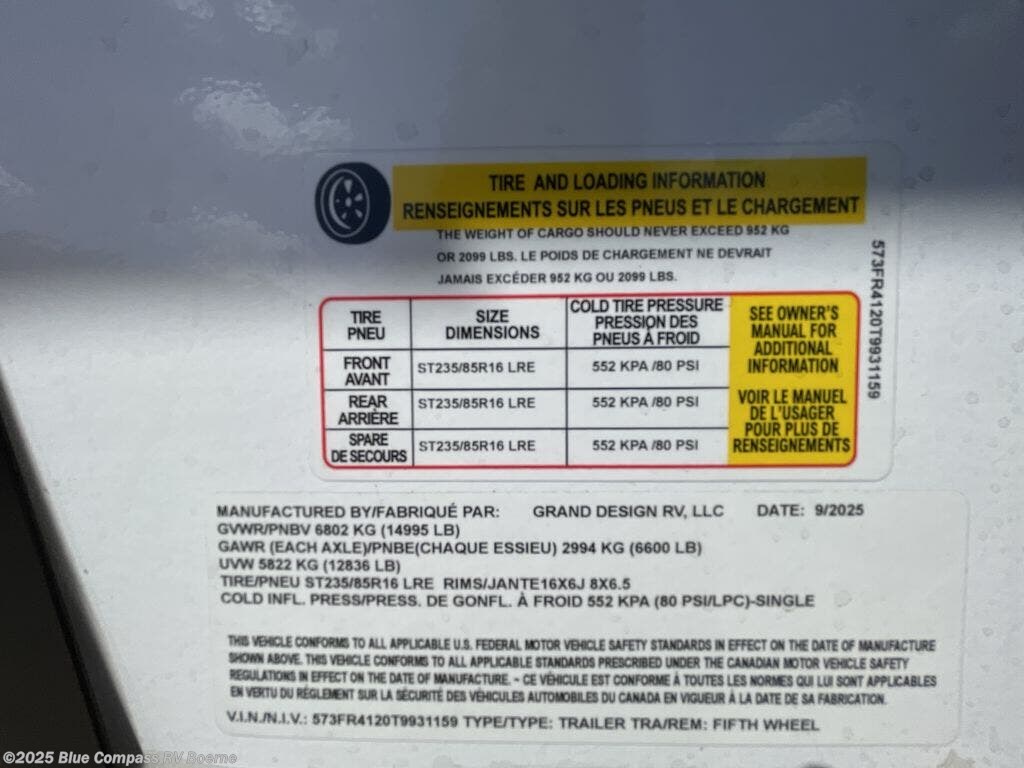 TIRE AND LOADING INFORMATION
RENSEIGNEMENTS SUR LES PNEUS ET LE CHARGEMENT
THE WEIGHT OF CARGO SHOULD NEVER EXCEED 952 KG
OR 2099 LBS. LE POIDS DE CHARGEMENT NE DEVRAIT
JAMAIS EXCÉDER 952 KG OU 2099 LBS.
TIRE
PNEU
SIZE
DIMENSIONS
COLD TIRE PRESSURE
PRESSION DES
PNEUS À FROID
FRONT
AVANT
ST235/85R16 LRE
552 KPA /80 PSI
REAR
ARRIÈRE
ST235/85R16 LRE
552 KPA /80 PSI
SPARE
DE SECOURS
ST235/85R16 LRE
552 KPA /80 PSI
SEE OWNER'S
MANUAL FOR
ADDITIONAL
INFORMATION
VOIR LE MANUEL
DE L'USAGER
POUR PLUS DE
RENSEIGNEMENTS
573FR4120T9931159
MANUFACTURED BY/FABRIQUÉ PAR: GRAND DESIGN RV, LLC DATE: 9/2025
GVWR/PNBV 6802 KG (14995 LB)
GAWR (EACH AXLE)/PNBE(CHAQUE ESSIEU) 2994 KG (6600 LB)
UVW 5822 KG (12836 LB)
TIRE/PNEU ST235/85R16 LRE RIMS/JANTE16X6J 8X6.5
COLD INFL. PRESS/PRESS. DE GONFL. À FROID 552 KPA (80 PSI/LPC)-SINGLE
THIS VEHICLE CONFORMS TO ALL APPLICABLE U.S. FEDERAL MOTOR VEHICLE SAFETY STANDARDS IN EFFECT ON THE DATE OF MANUFACTURE
SHOWN ABOVE. THIS VEHICLE CONFORMS TO ALL APPLICABLE STANDARDS PRESCRIBED UNDER THE CANADIAN MOTOR VEHICLE SAFETY
REGULATIONS IN EFFECT ON THE DATE OF MANUFACTURE. - CE VÉHICULE EST CONFORME À TOUTES LES NORMES QUI LUI SONT APPLICABLES
EN VERTU DU RÈGLEMENT SUR LA SÉCURITÉ DES VÉHICULES AUTOMOBILES DU CANADA EN VIGUEUR À LA DATE DE SA FABRICATION.
V.I.N./N.I.V.: 573FR4120T9931159 TYPE/TYPE: TRAILER TRA/REM: FIFTH WHEEL
©2025 Blue Compass RV Boerne